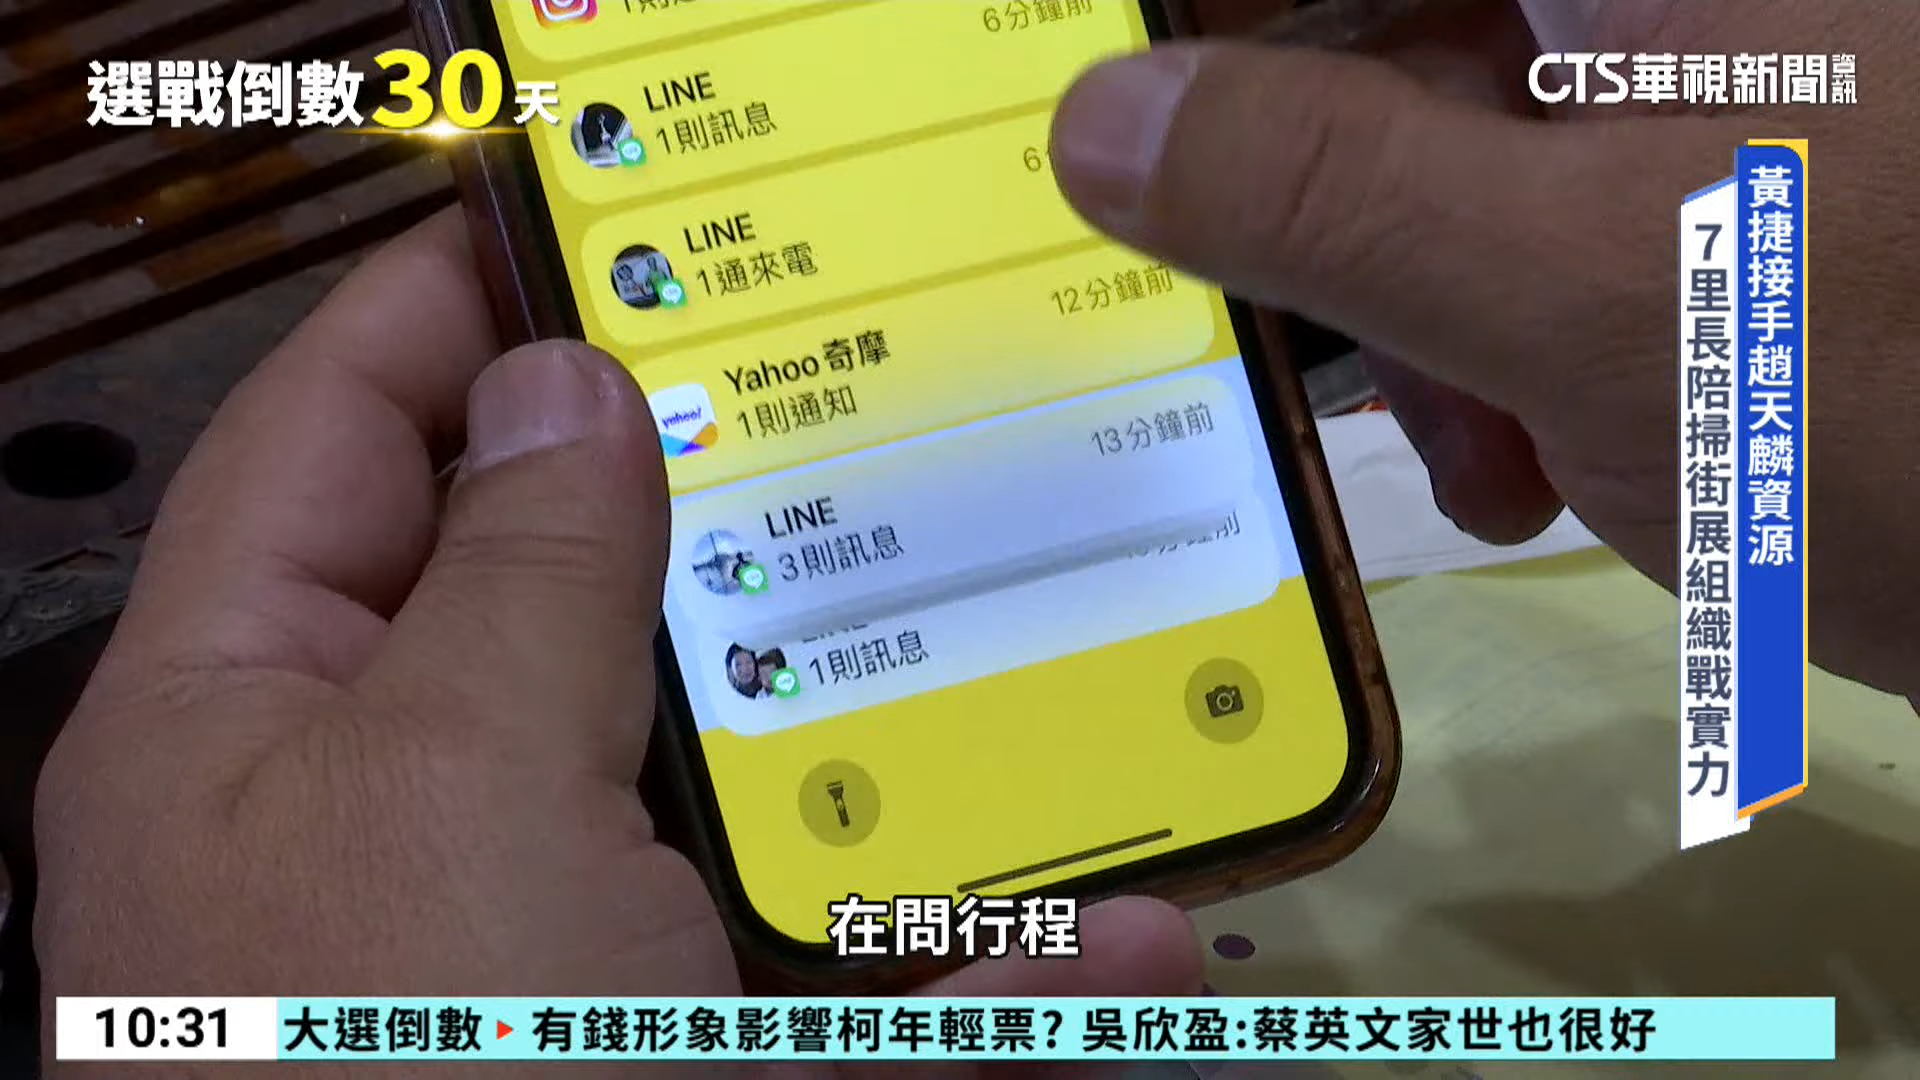 選戰倒數30天
CTS華視新聞資訊
黃捷接手趙天麟資源
7里長陪掃街展組織戰實力
6分鐘前
LINE
1則訊息
LINE
1通來電
12分鐘前
Yahoo奇摩
1則通知
yahoo!
13分鐘前
LINE
3則訊息
1則訊息
在問行程
10:31
大選倒數▸有錢形象影響柯年輕票? 吳欣盈:蔡英文家世也很好